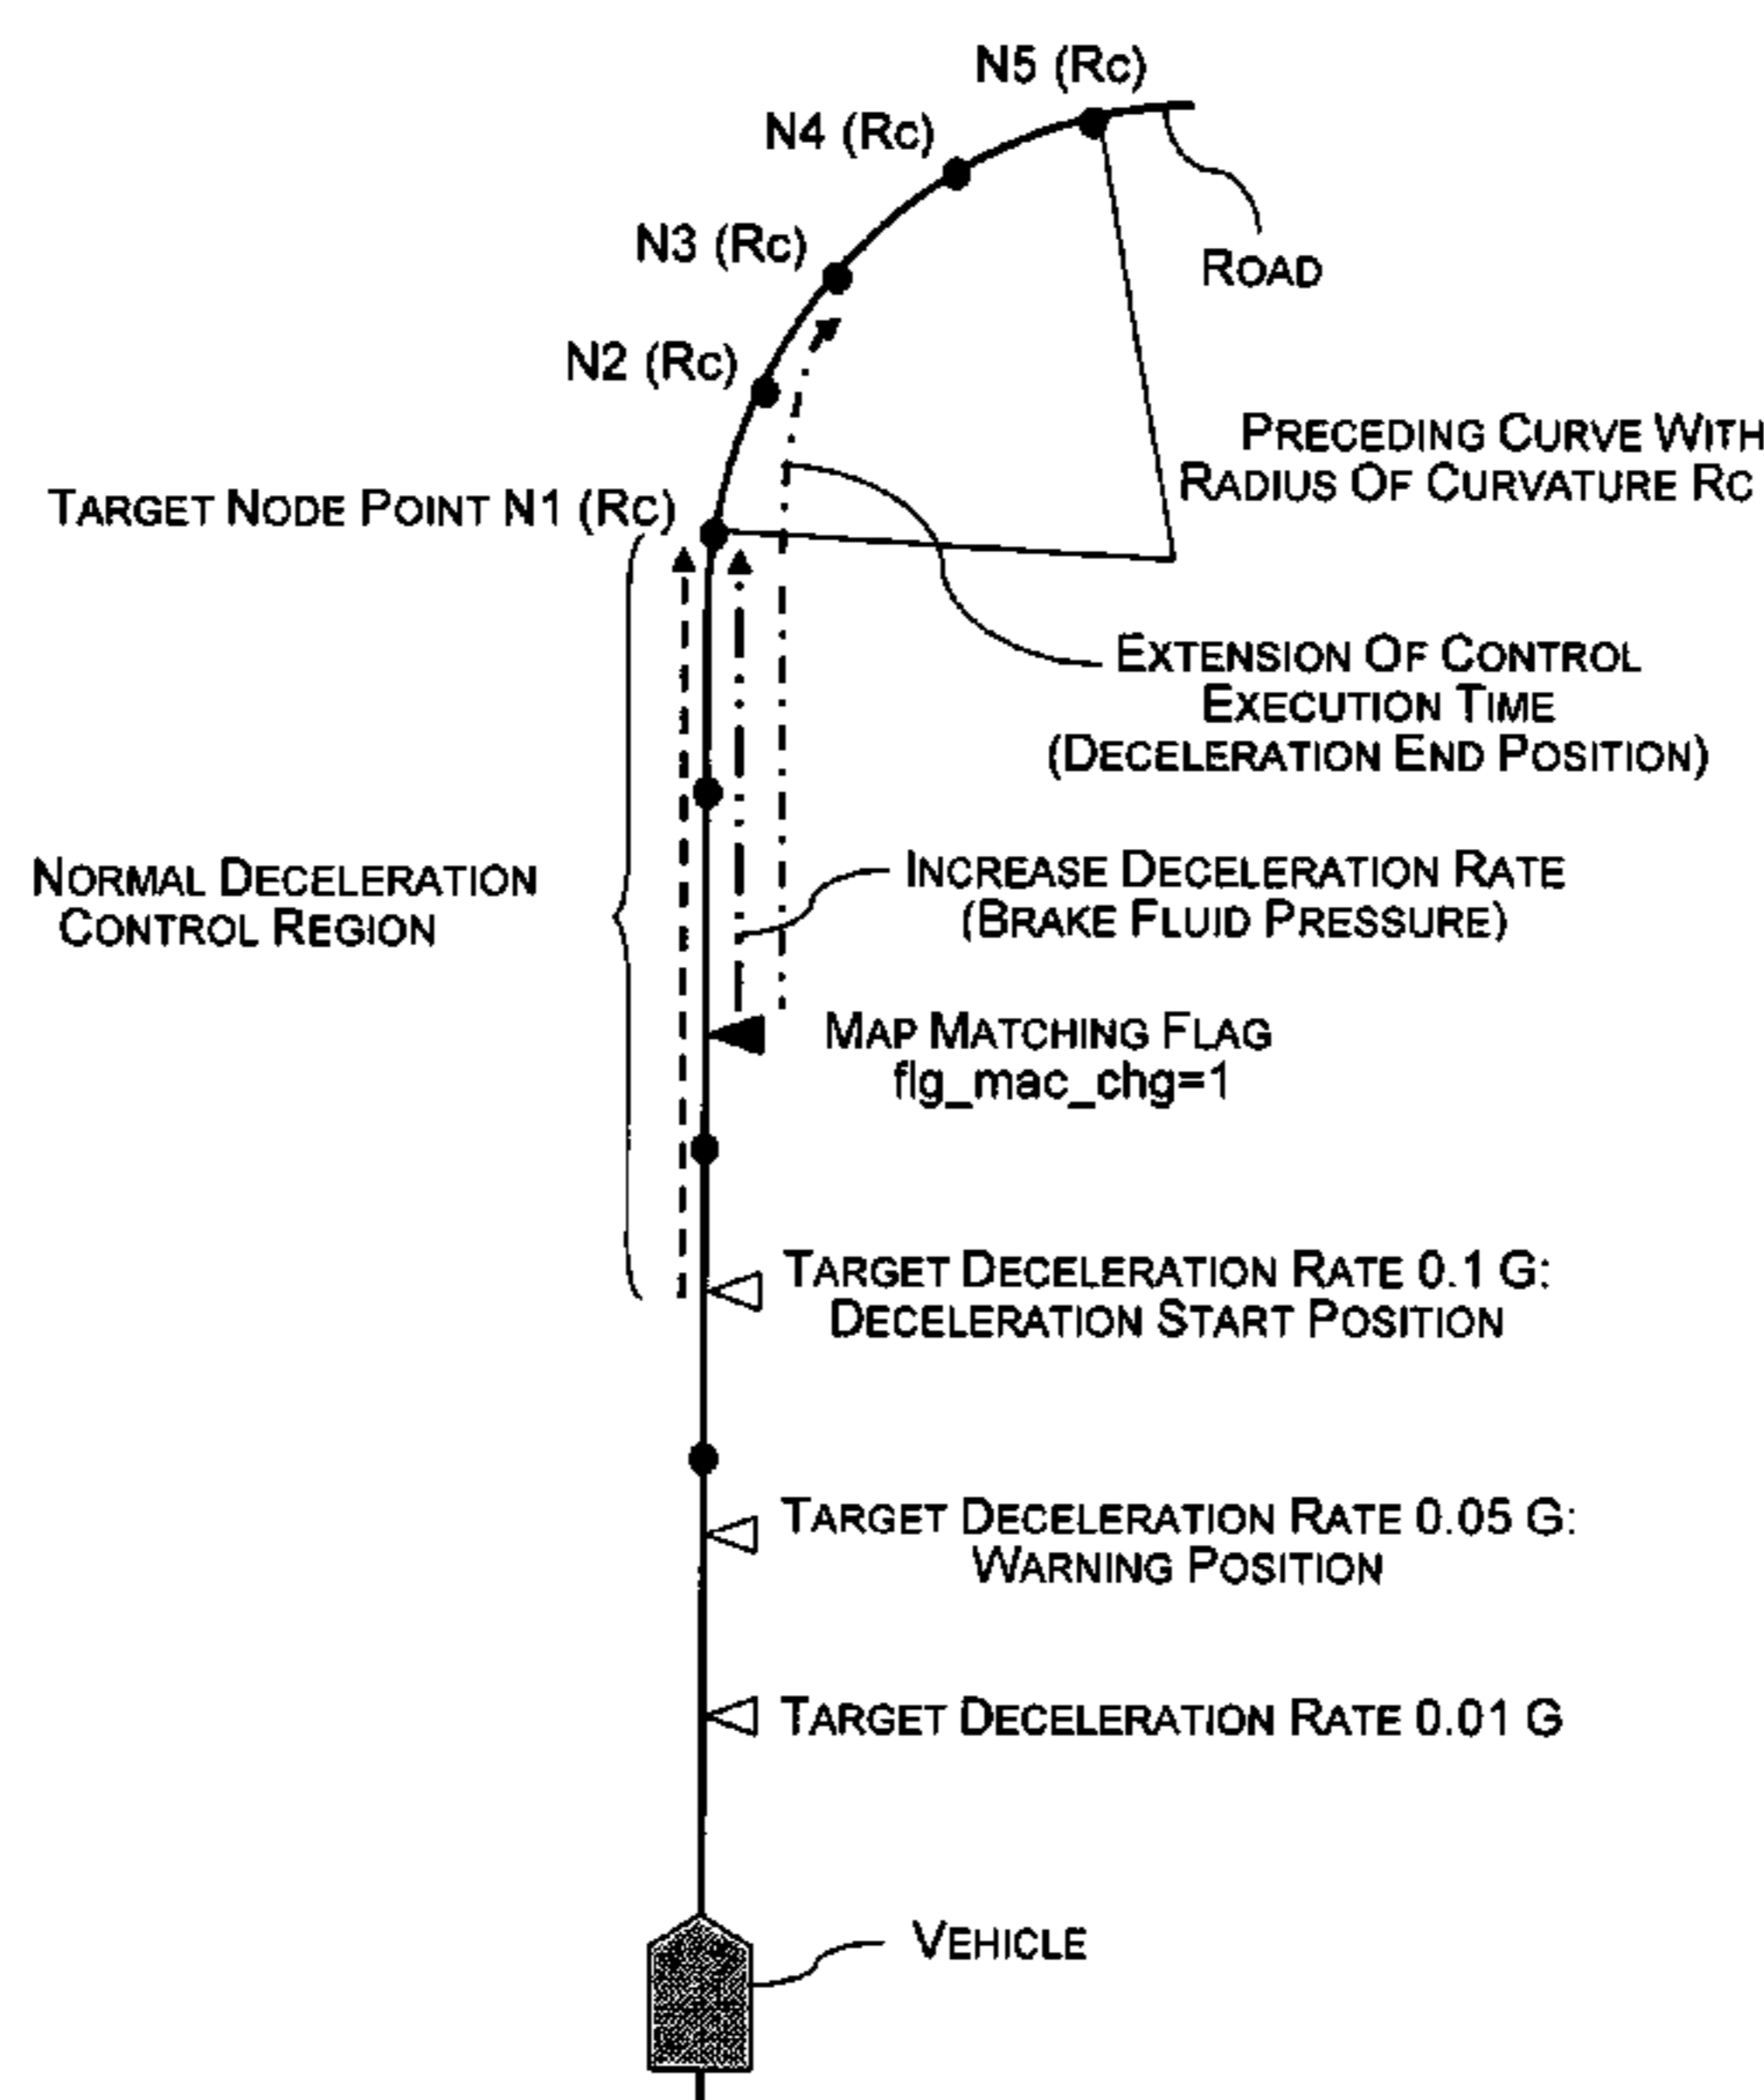 N5 (Rc)
N4 (Rc)
N3 (Rc)
ROAD
N2 (Rc)
PRECEDING CURVE WITH
RADIUS OF CURVATURE RC
TARGET NODE POINT N1 (RC)
EXTENSION OF CONTROL
EXECUTION TIME
(DECELERATION END POSITION)
NORMAL DECELERATION
CONTROL REGION
INCREASE DECELERATION RATE
(BRAKE FLUID PRESSURE)
MAP MATCHING FLAG
flg_mac_chg=1
TARGET DECELERATION RATE 0.1 G:
DECELERATION START POSITION
TARGET DECELERATION RATE 0.05 G:
WARNING POSITION
TARGET DECELERATION RATE 0.01 G
VEHICLE